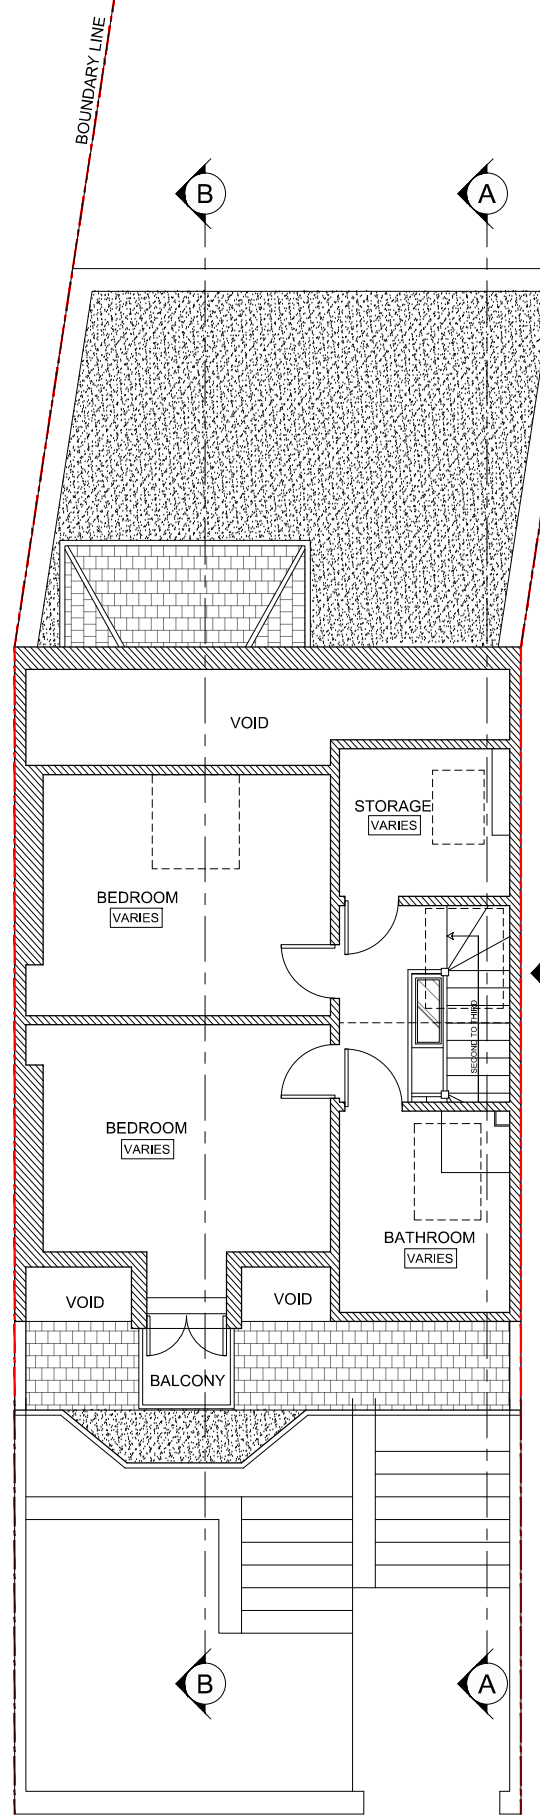 BOUNDARY LINE
B
A
VOID
STORAGE
VARIES
BEDROOM
VARIES
SECOND TO THIRD
BEDROOM
VARIES
BATHROOM
VARIES
VOID
VOID
BALCONY
B
A